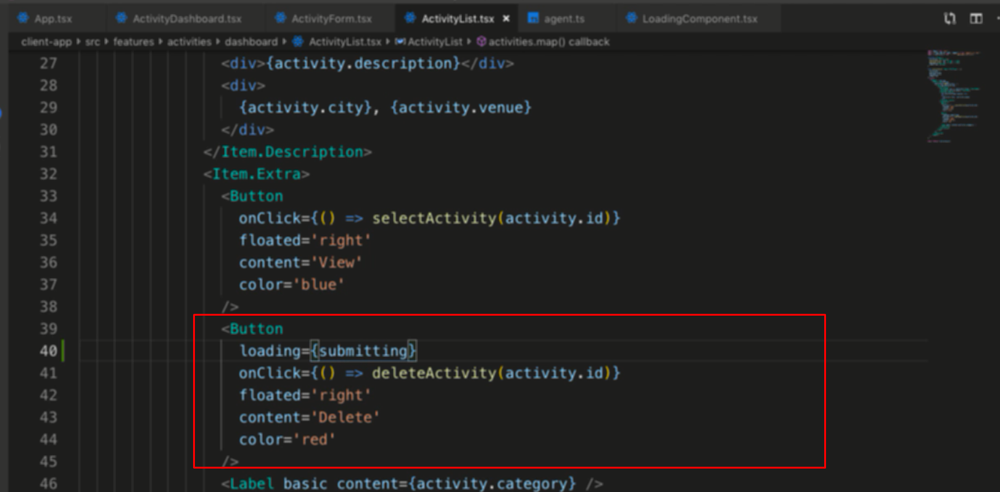 App.tsx ActivityDashboard.tsx ActivityForm.tsx ActivityList.tsx × agent.ts LoadingComponent.tsx
client-app src features activities dashboard ActivityList.tsx ActivityList activities.map() callback
27 <div>{activity.description}</div>
28 <div>
29 {activity.city}, {activity.venue}
30 </div>
31 </Item.Description>
32 <Item.Extra>
33 <Button
34 onClick={() => selectActivity(activity.id)}
35 floated='right'
36 content='View'
37 color='blue'
38 />
39 <Button
40 loading={submitting}
41 onClick={() => deleteActivity(activity.id)}
42 floated='right'
43 content='Delete'
44 color='red'
45 />
46 <Label basic content={activity.category} />